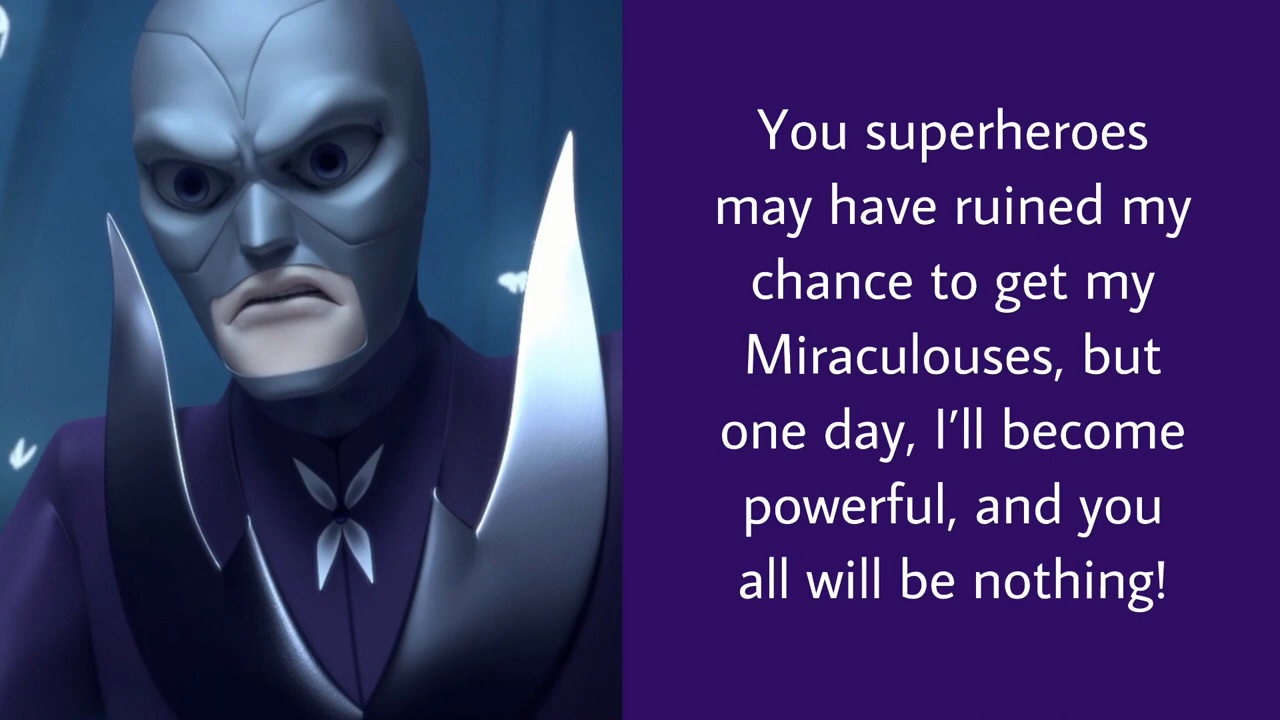 You superheroes
may have ruined my
chance to get my
Miraculouses, but
one day, I’ll become
powerful, and you
all will be nothing!